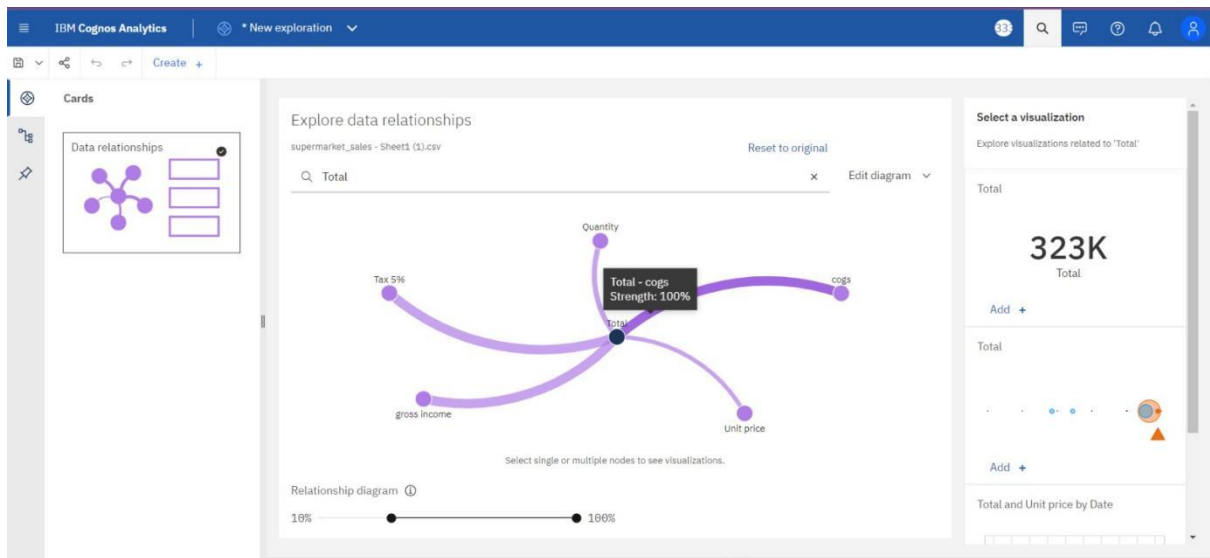 IBM Cognos Analytics
* New exploration
Create +
Cards
Data relationships
Explore data relationships
supermarket_sales - Sheet1 (1).csv
Reset to original
Total
Edit diagram
Quantity
Tax 5%
Total - cogs
Strength: 100%
cogs
Total
gross income
Unit price
Select single or multiple nodes to see visualizations.
Relationship diagram
10%
100%
Select a visualization
Explore visualizations related to 'Total'
Total
323K
Total
Add +
Total
Add +
Total and Unit price by Date